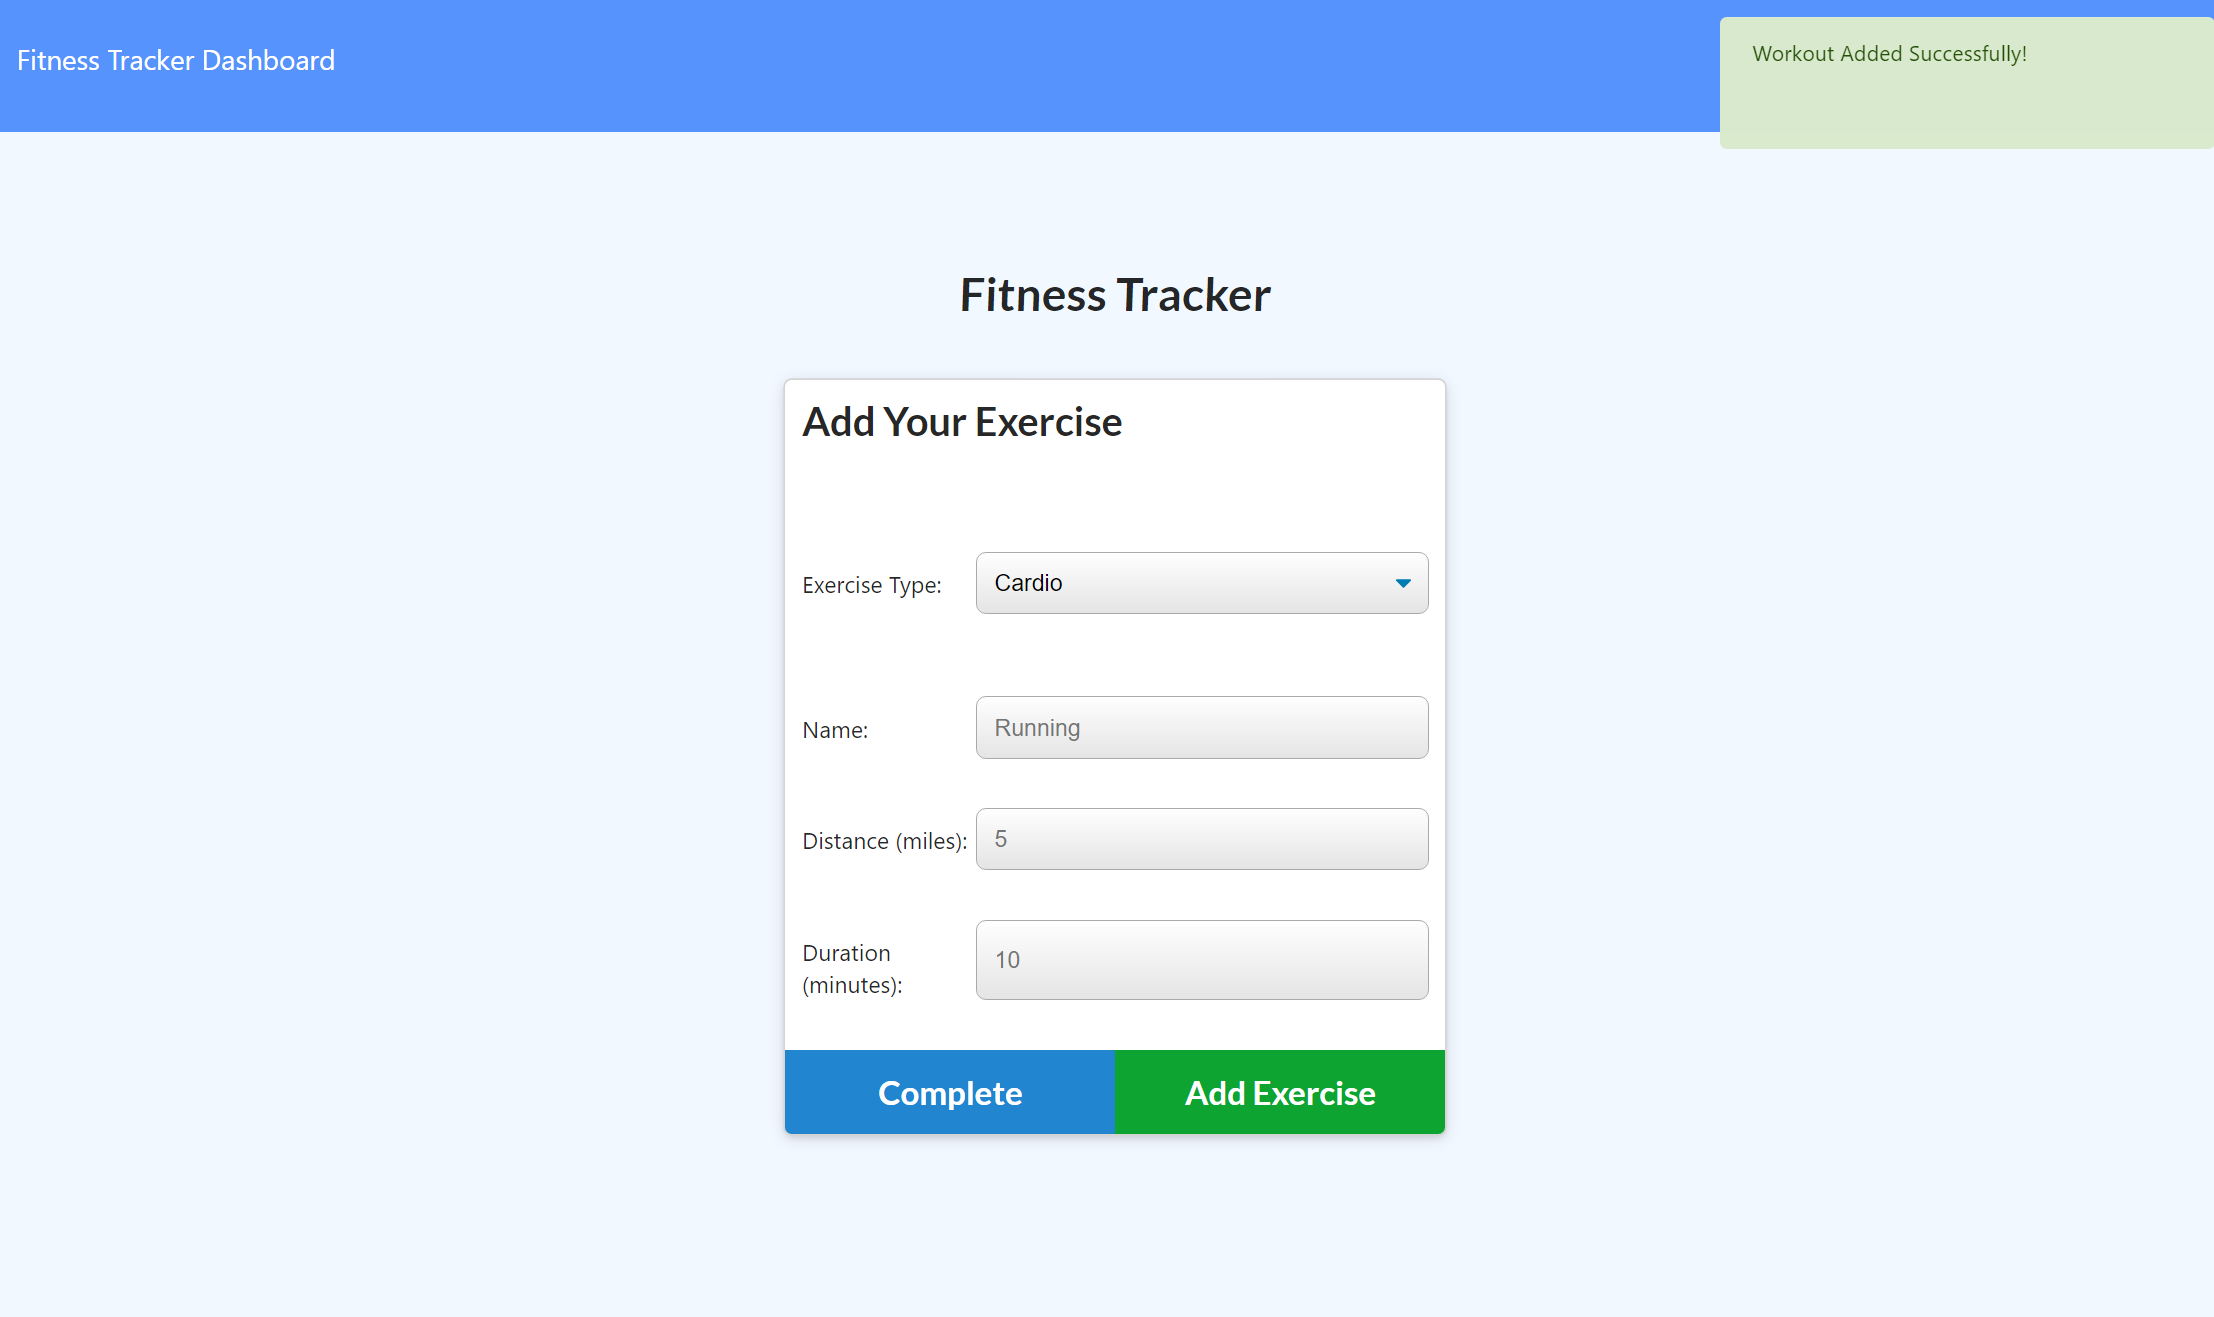 Fitness Tracker Dashboard
Workout Added Successfully!
Fitness Tracker
Add Your Exercise
Exercise Type: Cardio
Name: Running
Distance (miles): 5
Duration
(minutes): 10
Complete Add Exercise